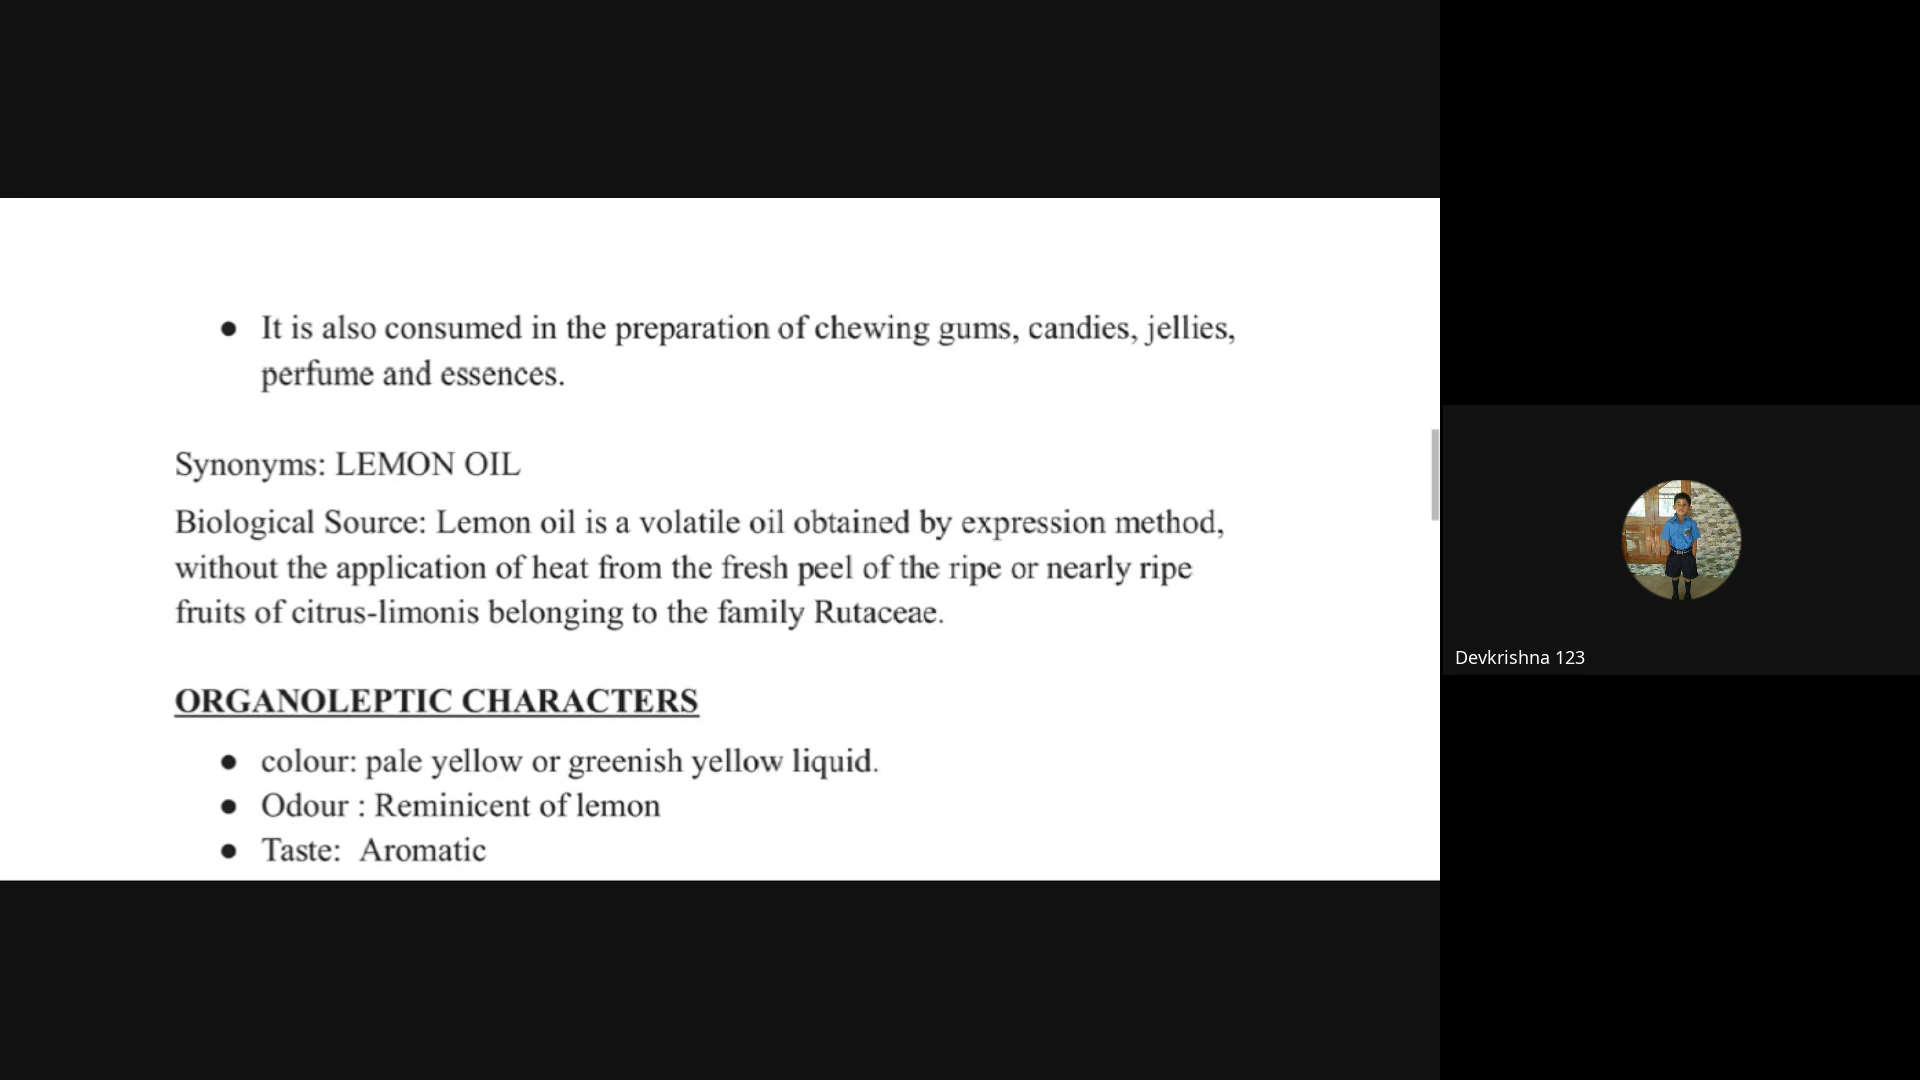 ● It is also consumed in the preparation of chewing gums, candies, jellies,
perfume and essences.
Synonyms: LEMON OIL
Biological Source: Lemon oil is a volatile oil obtained by expression method,
without the application of heat from the fresh peel of the ripe or nearly ripe
fruits of citrus-limonis belonging to the family Rutaceae.
ORGANOLEPTIC CHARACTERS
● colour: pale yellow or greenish yellow liquid.
● Odour : Reminicent of lemon
● Taste: Aromatic
Devkrishna 123